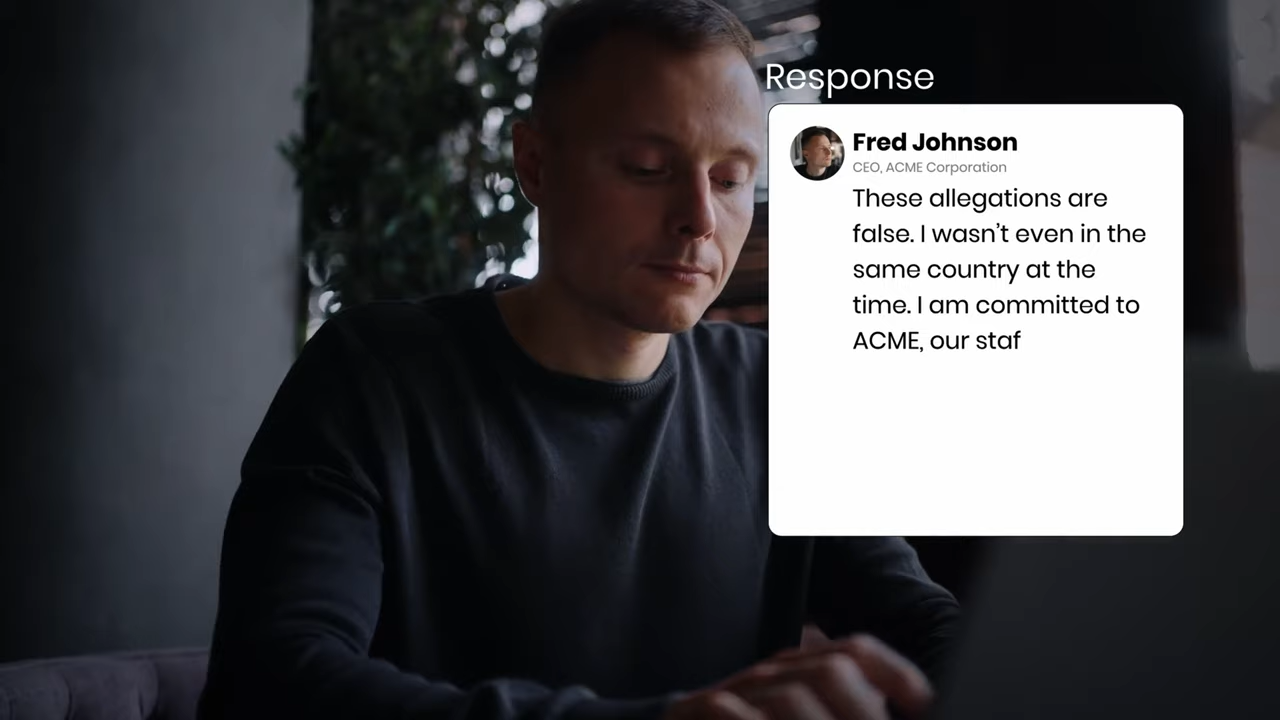 Response
Fred Johnson
CEO, ACME Corporation
These allegations are
false. I wasn’t even in the
same country at the
time. I am committed to
ACME, our staf